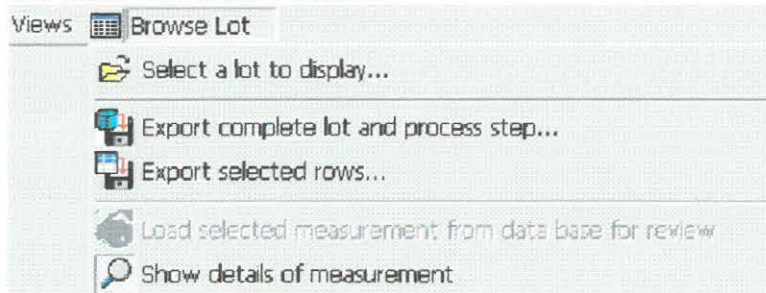 Views Browse Lot
Select a lot to display...
Export complete lot and process step...
Export selected rows...
Load selected measurement from data base for review
Show details of measurement